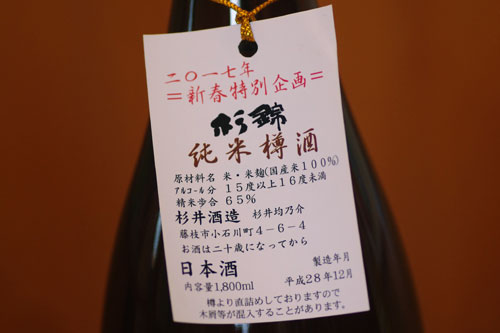 二〇一七年
＝新春特別企画＝
杉錦
純米樽酒
原材料名 米・米麹(国産米100%)
アルコール分 15度以上16度未満
精米歩合 65%
杉井酒造 杉井均乃介
藤枝市小石川町4-6-4
お酒は二十歳になってから
日本酒 製造年月
内容量1,800ml 平成28年12月
樽より直詰めしておりますので
木屑等が混入することがあります。